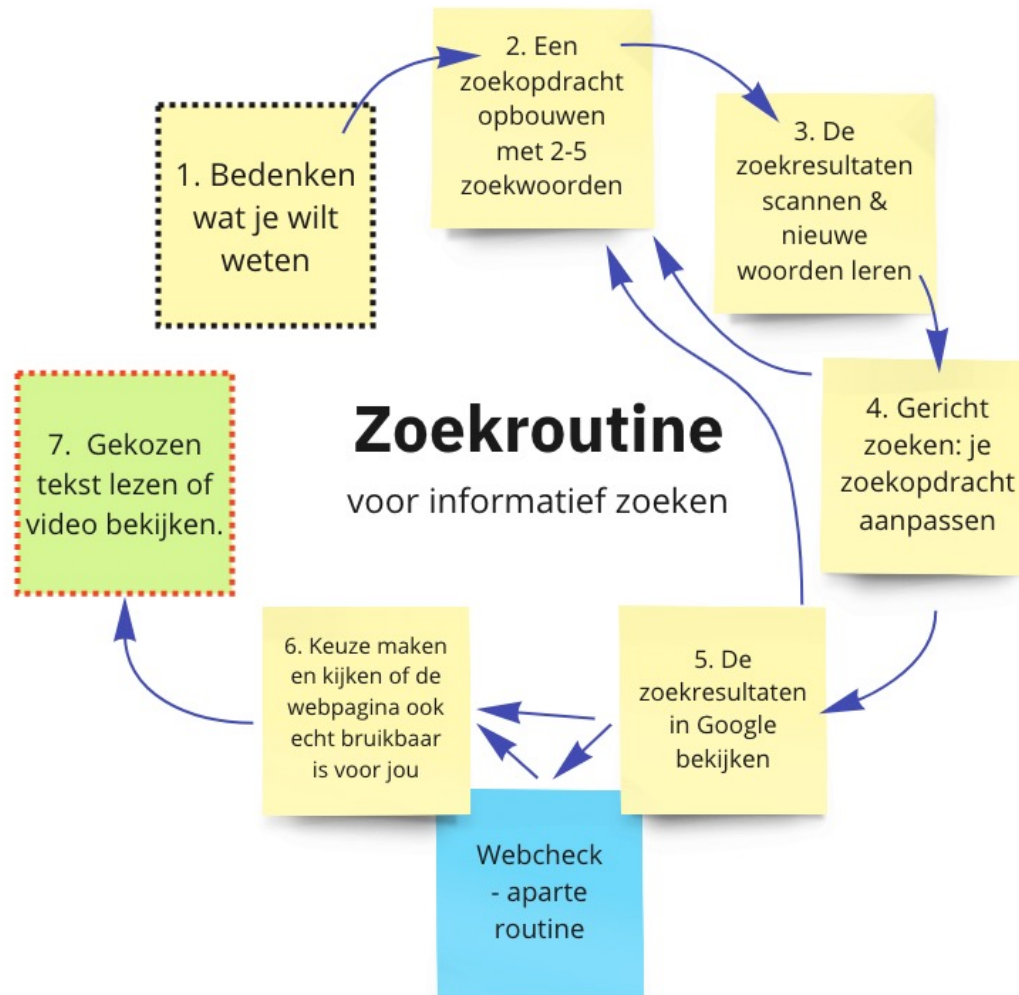 1. Bedenken
wat je wilt
weten
2. Een
zoekopdracht
opbouwen
met 2-5
zoekwoorden
3. De
zoekresultaten
scannen &
nieuwe
woorden leren
4. Gericht
zoeken: je
zoekopdracht
aanpassen
5. De
zoekresultaten
in Google
bekijken
6. Keuze maken
en kijken of de
webpagina ook
echt bruikbaar
is voor jou
7. Gekozen
tekst lezen of
video bekijken.
Zoekroutine
voor informatief zoeken
Webcheck
- aparte
routine